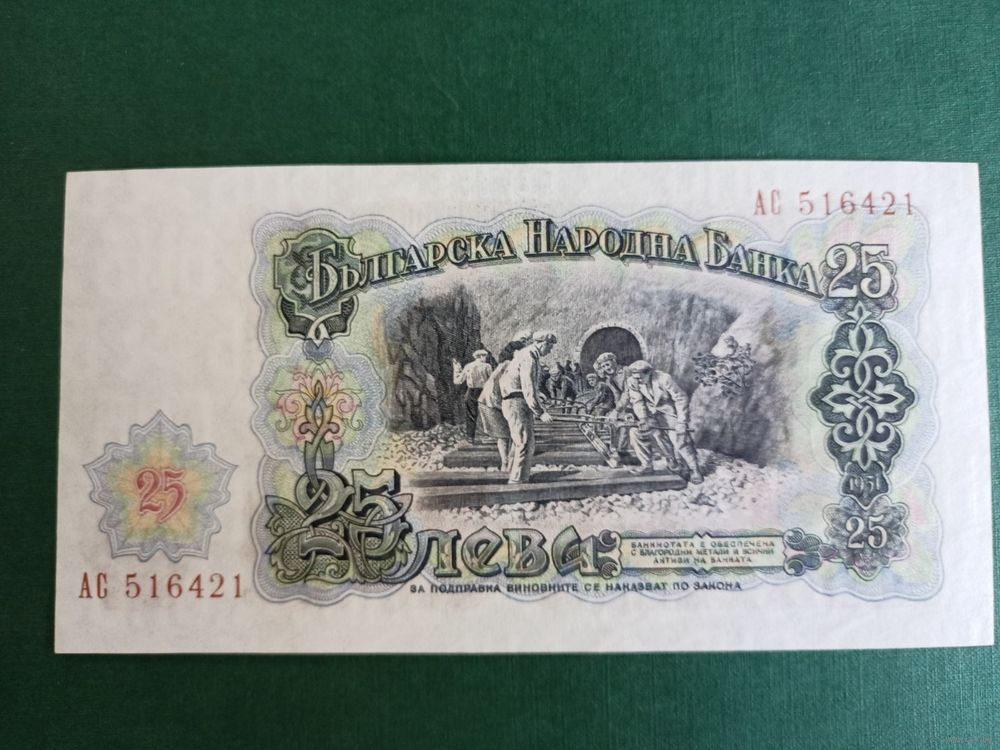 АС 516421
Българска Народна Банка
25
25
1951
25
25 лева
БАНКНОТАТА Е ОБЕЗПЕЧЕНА
С БЛАГОРОДНИ МЕТАЛИ И ВСИЧКИ
АКТИВИ НА БАНКАТА
АС 516421
ЗА ПОДПРАВКА ВИНОВНИТЕ СЕ НАКАЗВАТ ПО ЗАКОНА